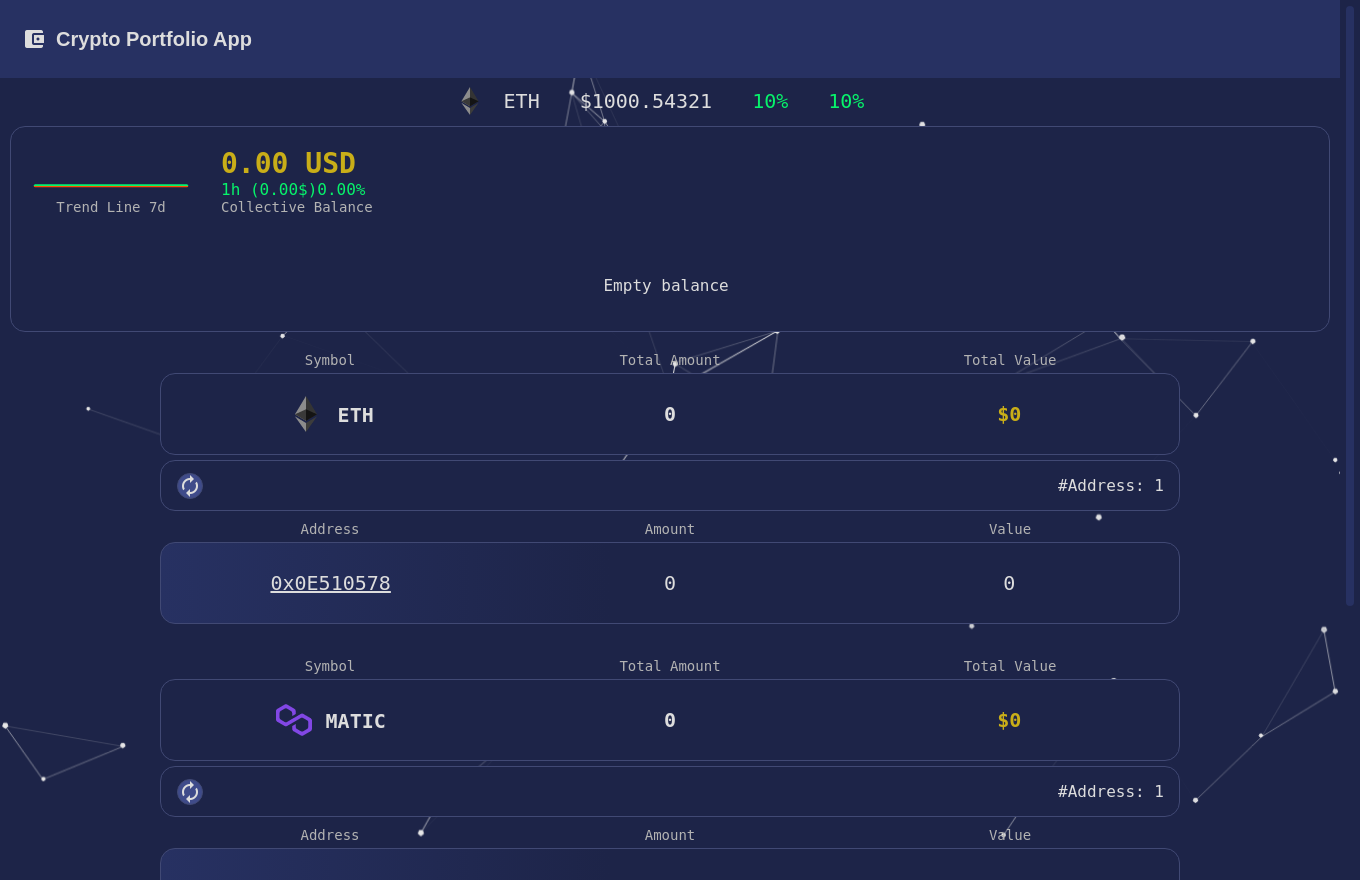 Crypto Portfolio App
ETH $1000.54321 10% 10%
0.00 USD
1h (0.00$)0.00%
Trend Line 7d
Collective Balance
Empty balance
Symbol Total Amount Total Value
ETH 0 $0
#Address: 1
Address Amount Value
0x0E510578 0 0
Symbol Total Amount Total Value
MATIC 0 $0
#Address: 1
Address Amount Value